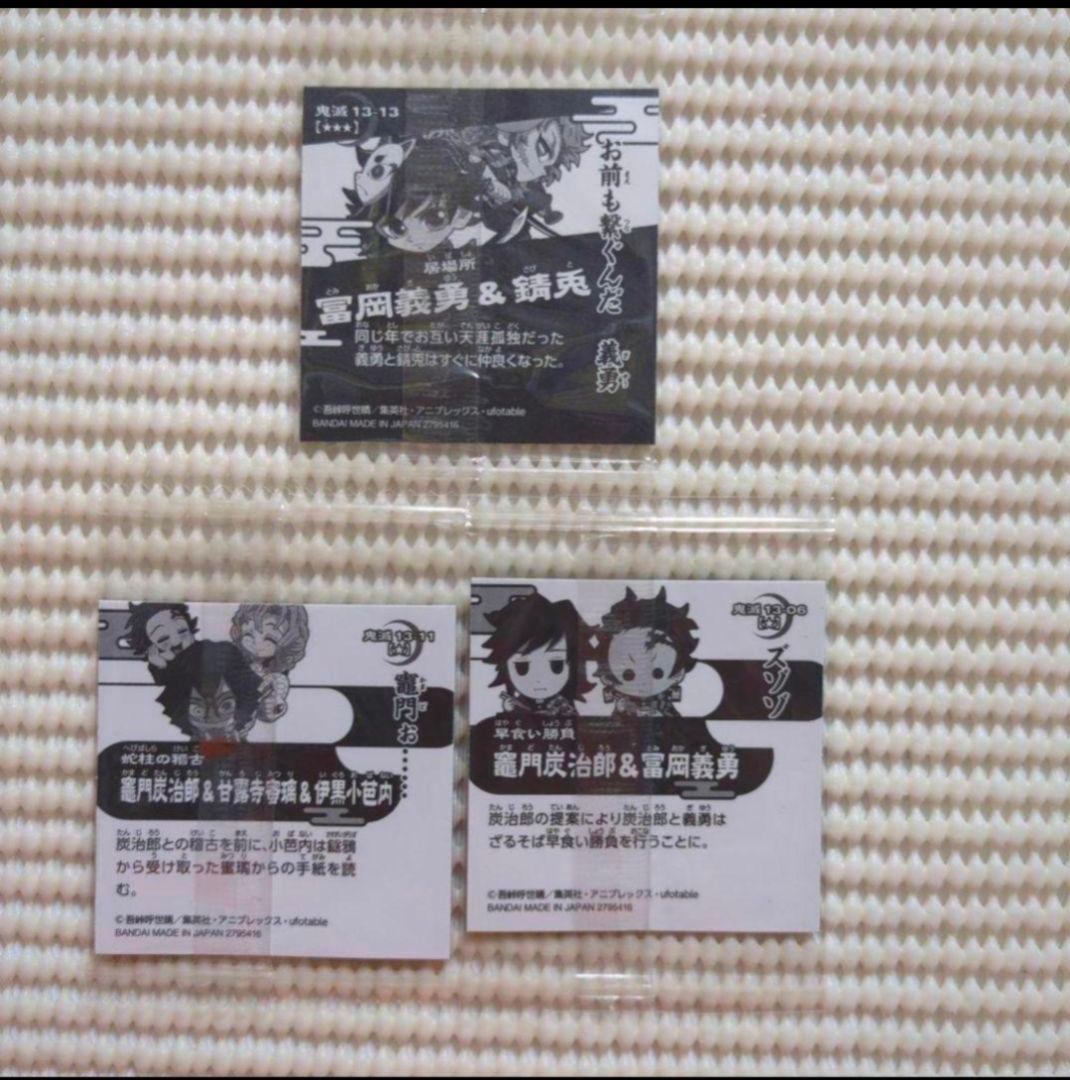 鬼滅 13-13
[★★★]
お前も繋ぐんだ
義勇
居場所
冨岡義勇&錆兎
同じ年でお互い天涯孤独だった
義勇と錆兎はすぐに仲良くなった。
©吾峠呼世晴/集英社・アニプレックス・ufotable
BANDAI MADE IN JAPAN 2795416
鬼滅 13-11
[★]
竈門ォ……
蛇柱の稽古
竈門炭治郎&甘露寺蜜璃&伊黒小芭内
炭治郎との稽古を前に、小芭内は鎹鴉
から受け取った蜜璃からの手紙を読
む。
©吾峠呼世晴/集英社・アニプレックス・ufotable
BANDAI MADE IN JAPAN 2795416
鬼滅 13-06
[★]
ズゾゾ
早食い勝負
竈門炭治郎&冨岡義勇
炭治郎の提案により炭治郎と義勇は
ざるそば早食い勝負を行うことに。
©吾峠呼世晴/集英社・アニプレックス・ufotable
BANDAI MADE IN JAPAN 2795416